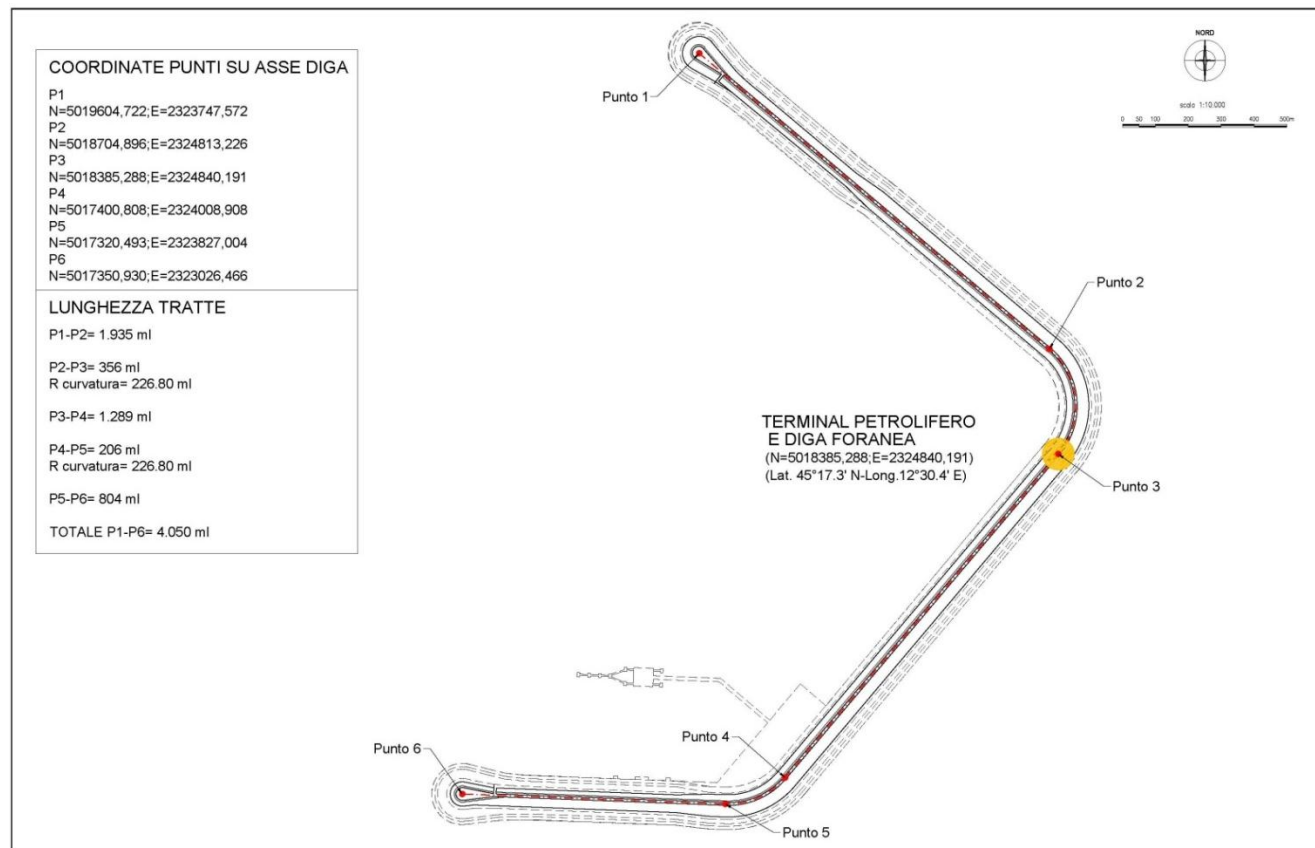 COORDINATE PUNTI SU ASSE DIGA
P1
N=5019604,722;E=2323747,572
P2
N=5018704,896;E=2324813,226
P3
N=5018385,288;E=2324840,191
P4
N=5017400,808;E=2324008,908
P5
N=5017320,493;E=2323827,004
P6
N=5017350,930;E=2323026,466
LUNGHEZZA TRATTE
P1-P2= 1.935 ml
P2-P3= 356 ml
R curvatura= 226.80 ml
P3-P4= 1.289 ml
P4-P5= 206 ml
R curvatura= 226.80 ml
P5-P6= 804 ml
TOTALE P1-P6= 4.050 ml
NORD
scala 1:10.000
0 50 100 200 300 400 500m
Punto 1
Punto 2
TERMINAL PETROLIFERO
E DIGA FORANEA
(N=5018385,288;E=2324840,191)
(Lat. 45°17.3' N-Long.12°30.4' E)
Punto 3
Punto 4
Punto 6
Punto 5